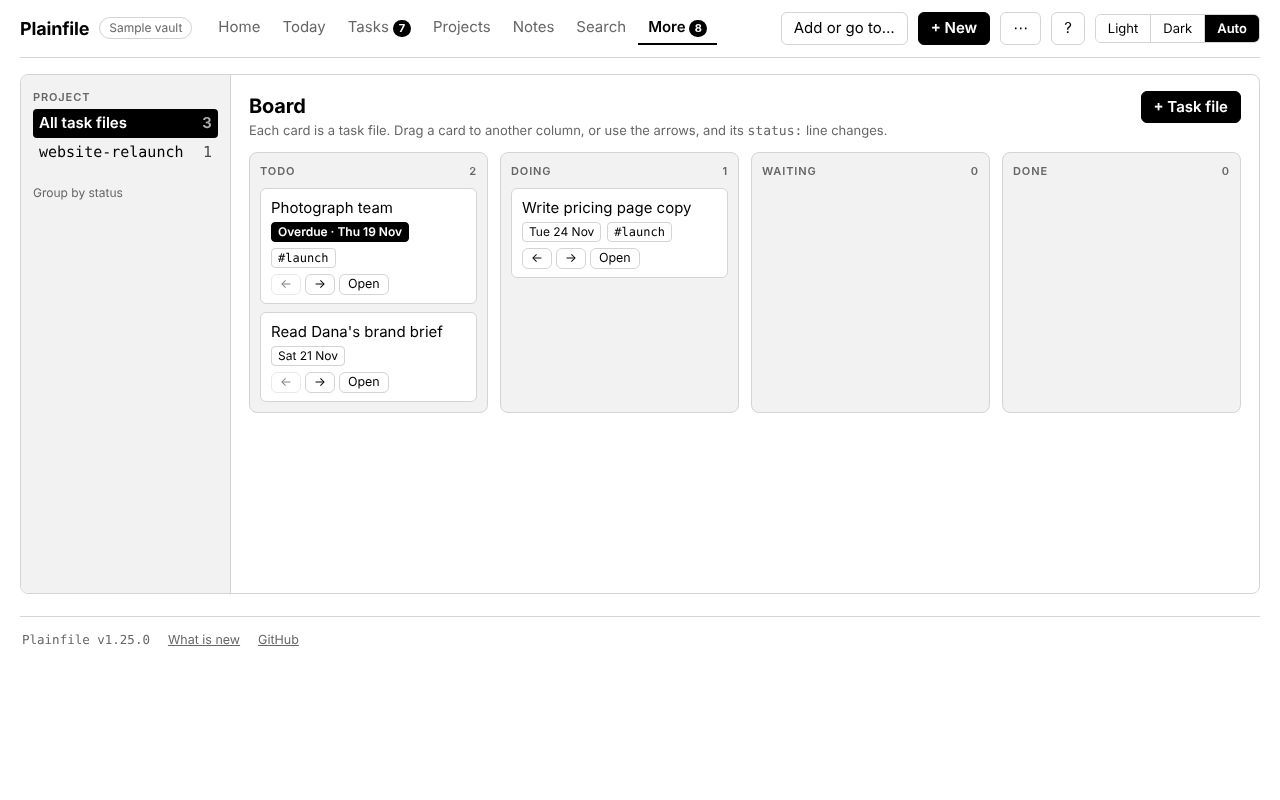 Plainfile Sample vault Home Today Tasks 7 Projects Notes Search More 8 Add or go to... + New ··· ? Light Dark Auto
PROJECT
All task files 3
website-relaunch 1
Group by status
Board
+ Task file
Each card is a task file. Drag a card to another column, or use the arrows, and its status: line changes.
TODO 2
Photograph team
Overdue · Thu 19 Nov
#launch
← → Open
Read Dana's brand brief
Sat 21 Nov
← → Open
DOING 1
Write pricing page copy
Tue 24 Nov #launch
← → Open
WAITING 0
DONE 0
Plainfile v1.25.0 What is new GitHub